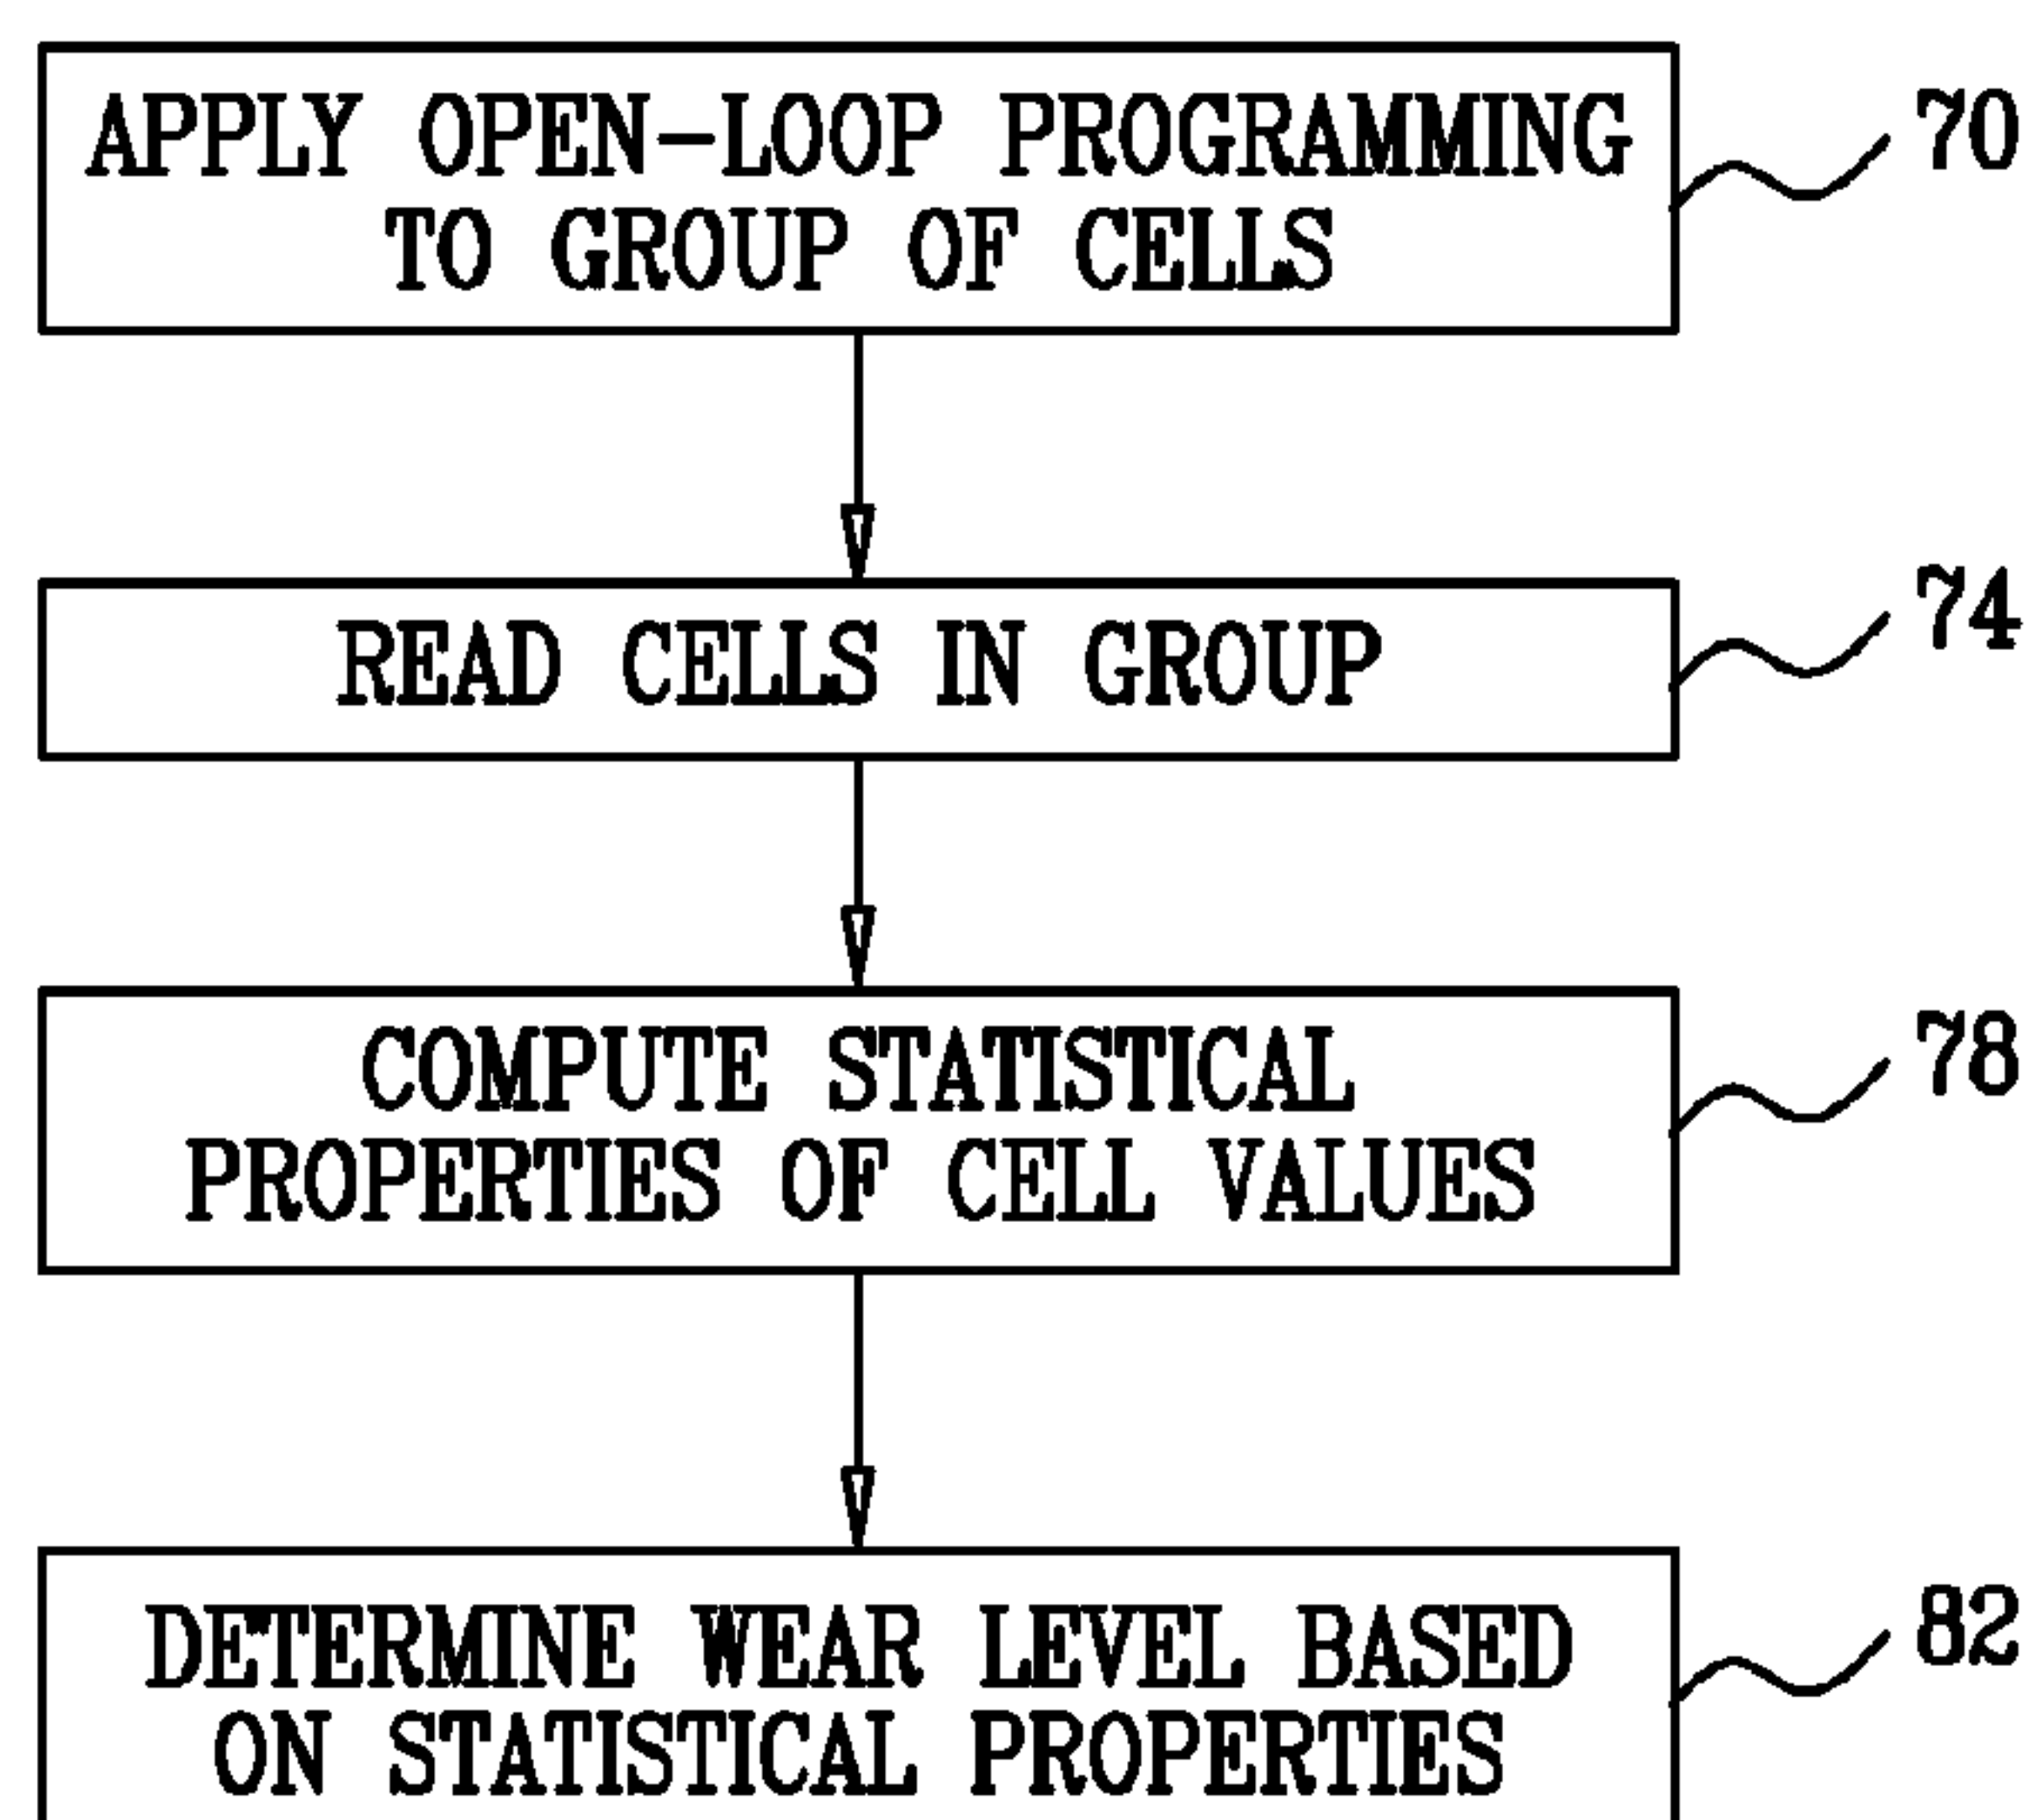 APPLY OPEN-LOOP PROGRAMMING
TO GROUP OF CELLS
70
READ CELLS IN GROUP
74
COMPUTE STATISTICAL
PROPERTIES OF CELL VALUES
78
DETERMINE WEAR LEVEL BASED
ON STATISTICAL PROPERTIES
82